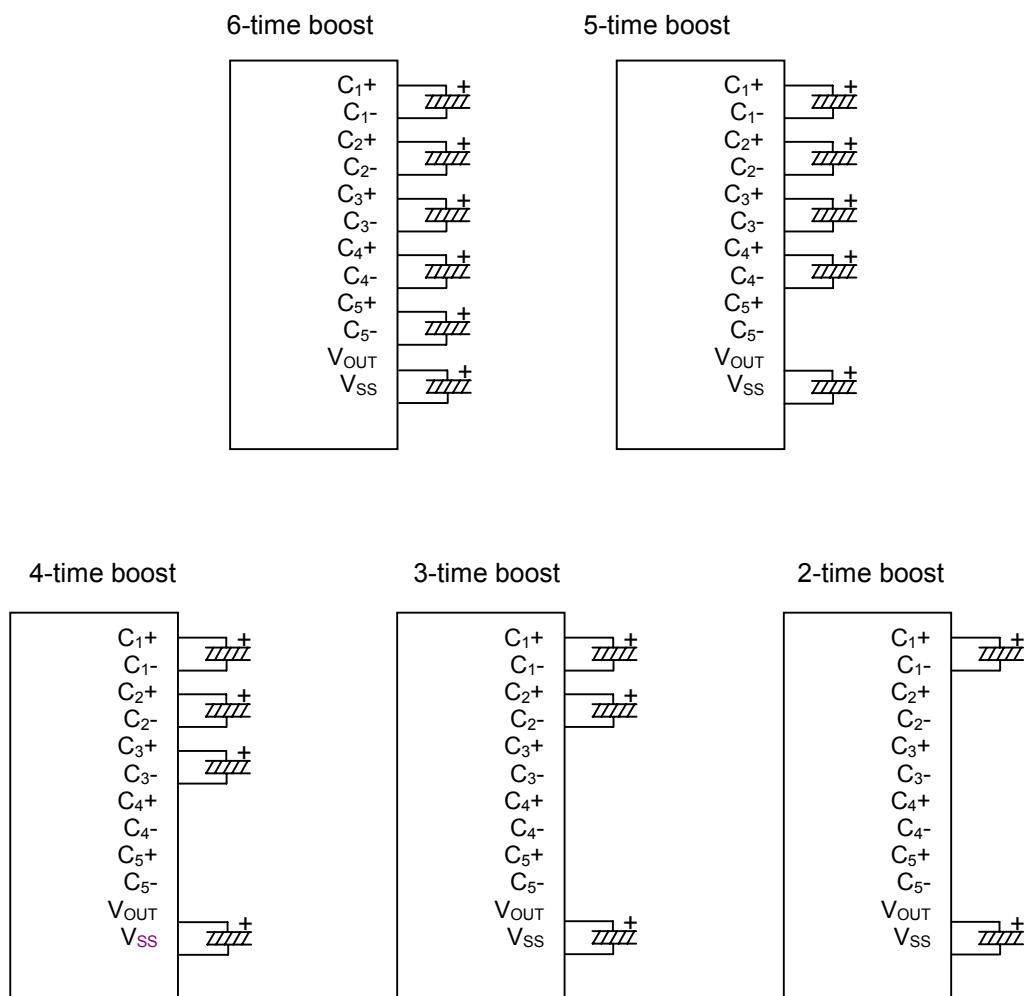 6-time boost
C₁+
+
C₁-
C₂+
+
C₂-
C₃+
+
C₃-
C₄+
+
C₄-
C₅+
+
C₅-
VOUT
+
VSS
5-time boost
C₁+
+
C₁-
C₂+
+
C₂-
C₃+
+
C₃-
C₄+
+
C₄-
C₅+
C₅-
VOUT
+
VSS
4-time boost
C₁+
+
C₁-
C₂+
+
C₂-
C₃+
+
C₃-
C₄+
C₄-
C₅+
C₅-
VOUT
+
VSS
3-time boost
C₁+
+
C₁-
C₂+
+
C₂-
C₃+
C₃-
C₄+
C₄-
C₅+
C₅-
VOUT
+
VSS
2-time boost
C₁+
+
C₁-
C₂+
C₂-
C₃+
C₃-
C₄+
C₄-
C₅+
C₅-
VOUT
+
VSS